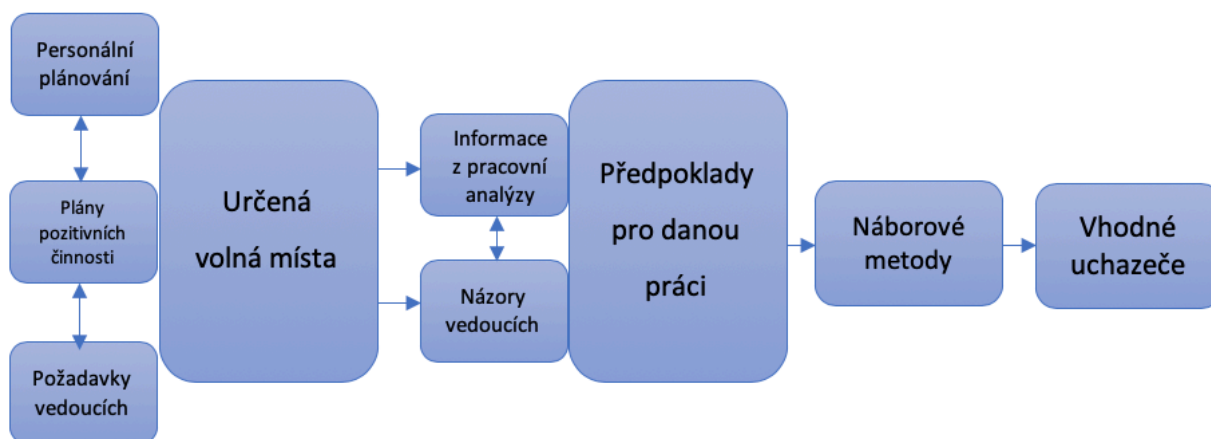 Personální
plánování
Plány
pozitivních
činnosti
Požadavky
vedoucích
Určená
volná místa
Informace
z pracovní
analýzy
Názory
vedoucích
Předpoklady
pro danou
práci
Náborové
metody
Vhodné
uchazeče